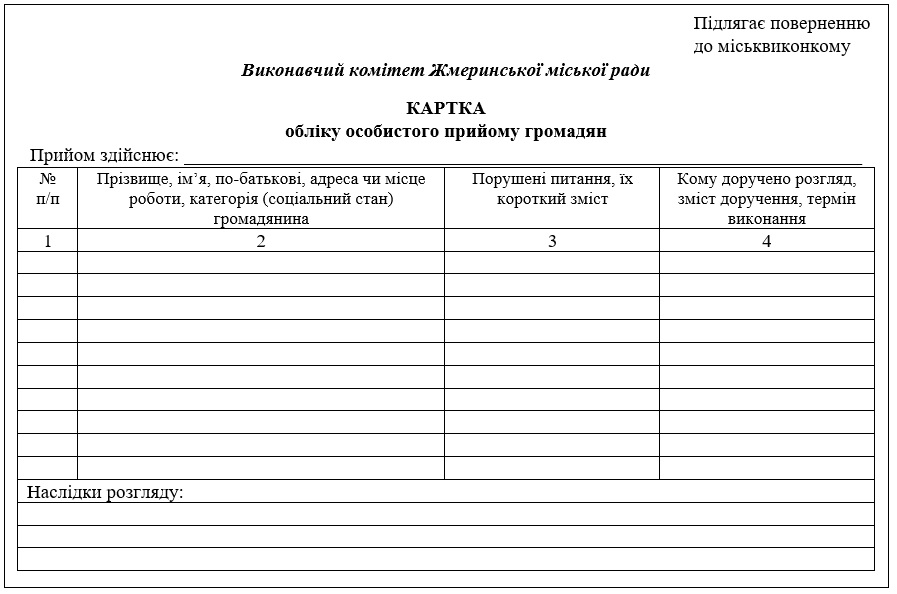 Підлягає поверненню
до міськвиконкому
Виконавчий комітет Жмеринської міської ради
КАРТКА
обліку особистого прийому громадян
Прийом здійснює:
№
п/п
Прізвище, ім’я, по-батькові, адреса чи місце
роботи, категорія (соціальний стан)
громадянина
Порушені питання, їх
короткий зміст
Кому доручено розгляд,
зміст доручення, термін
виконання
1 2 3 4
Наслідки розгляду: